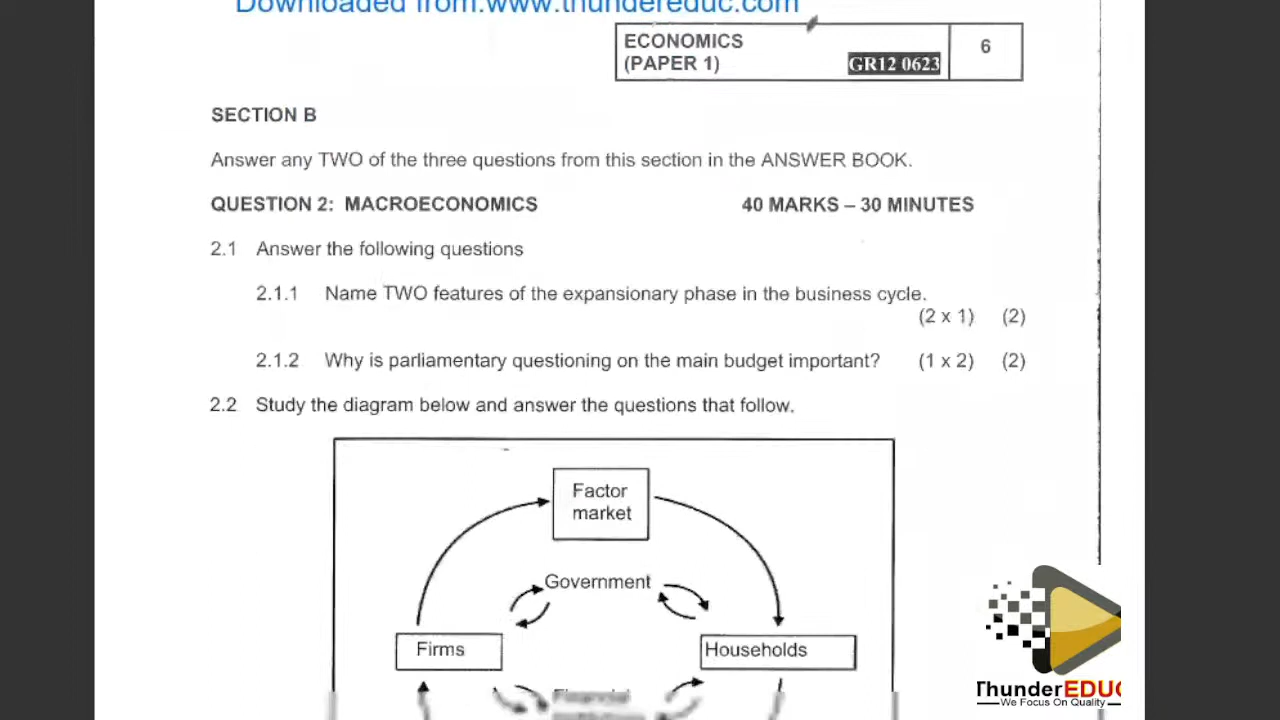 Downloaded from.www.thundereduc.com
ECONOMICS
(PAPER 1)
GR12 0623
6
SECTION B
Answer any TWO of the three questions from this section in the ANSWER BOOK.
QUESTION 2: MACROECONOMICS 40 MARKS – 30 MINUTES
2.1 Answer the following questions
2.1.1 Name TWO features of the expansionary phase in the business cycle.
(2 x 1) (2)
2.1.2 Why is parliamentary questioning on the main budget important? (1 x 2) (2)
2.2 Study the diagram below and answer the questions that follow.
Factor
market
Government
Firms
Households
Financial
ThunderEDUC
We Focus On Quality